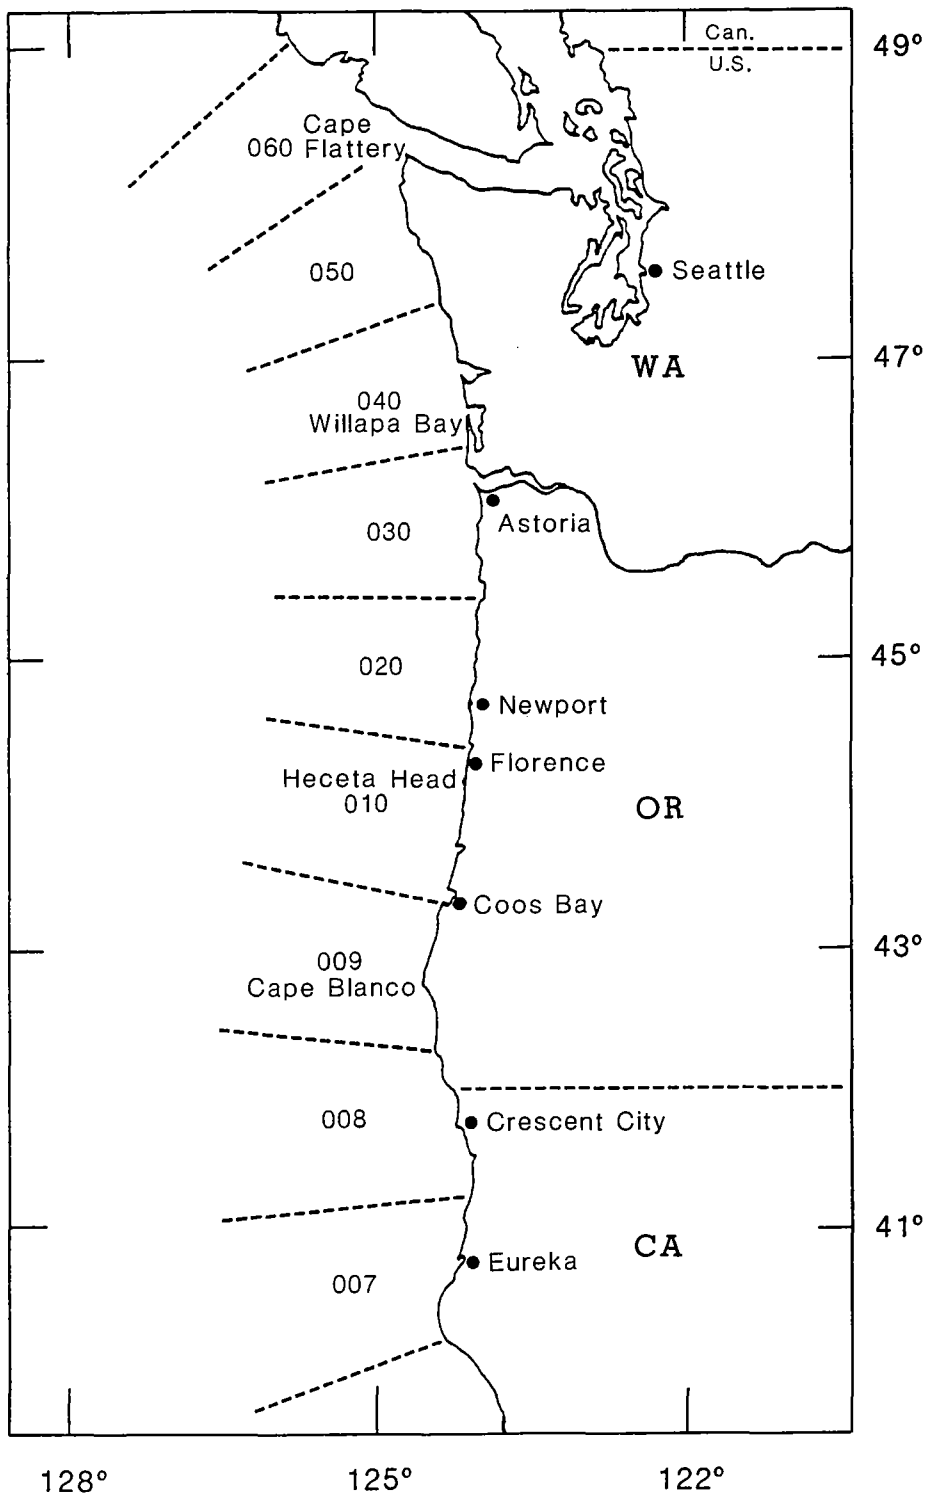 Can.
49°
U.S.
Cape
060 Flattery
050
Seattle
47°
WA
040
Willapa Bay
030
Astoria
45°
020
Newport
Florence
Heceta Head
010
OR
Coos Bay
43°
009
Cape Blanco
008
Crescent City
41°
CA
Eureka
007
128° 125° 122°